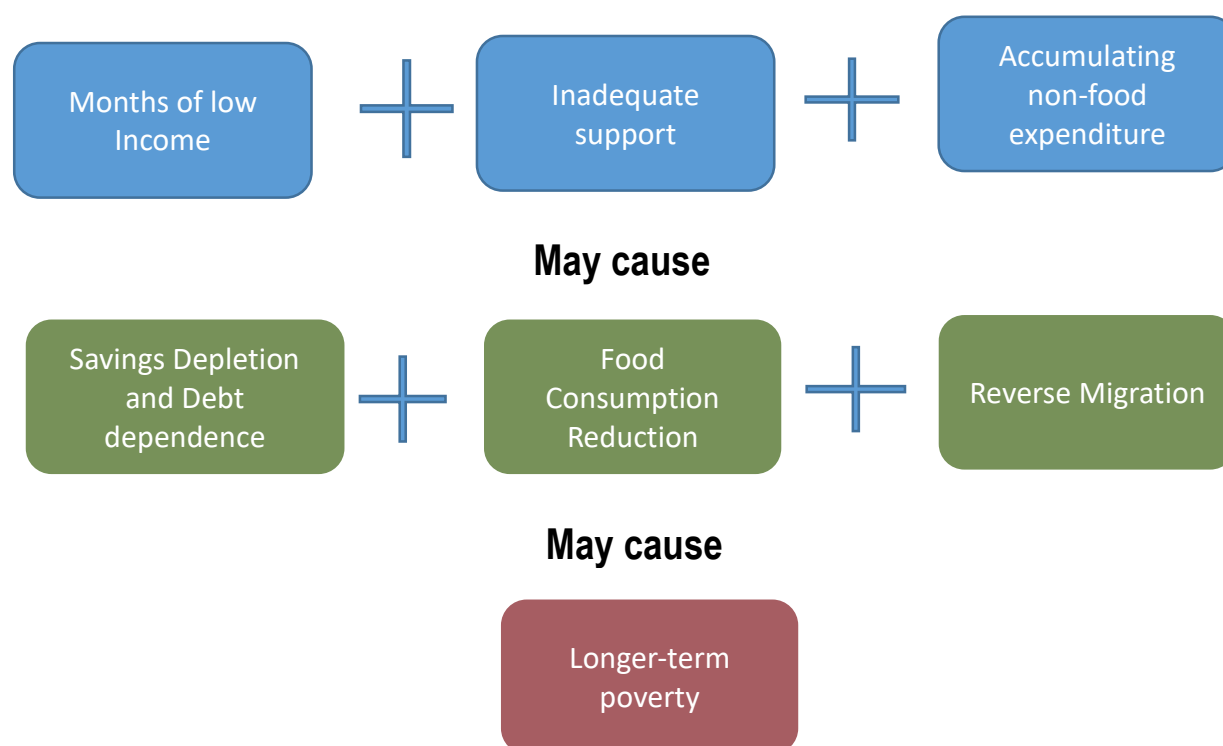 Months of low
Income
Inadequate
support
Accumulating
non-food
expenditure
May cause
Savings Depletion
and Debt
dependence
Food
Consumption
Reduction
Reverse Migration
May cause
Longer-term
poverty